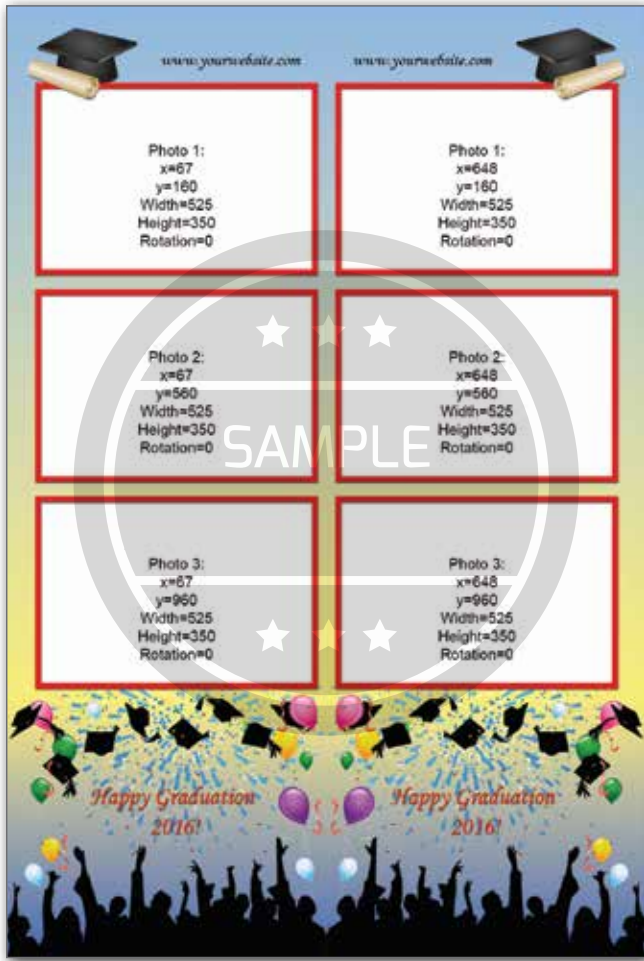 www.yourwebsite.com
www.yourwebsite.com
Photo 1:
x=67
y=160
Width=525
Height=350
Rotation=0
Photo 1:
x=648
y=160
Width=525
Height=350
Rotation=0
Photo 2:
x=67
y=560
Width=525
Height=350
Rotation=0
Photo 2:
x=648
y=560
Width=525
Height=350
Rotation=0
SAMPLE
Photo 3:
x=67
y=960
Width=525
Height=350
Rotation=0
Photo 3:
x=648
y=960
Width=525
Height=350
Rotation=0
Happy Graduation
2016!
Happy Graduation
2016!